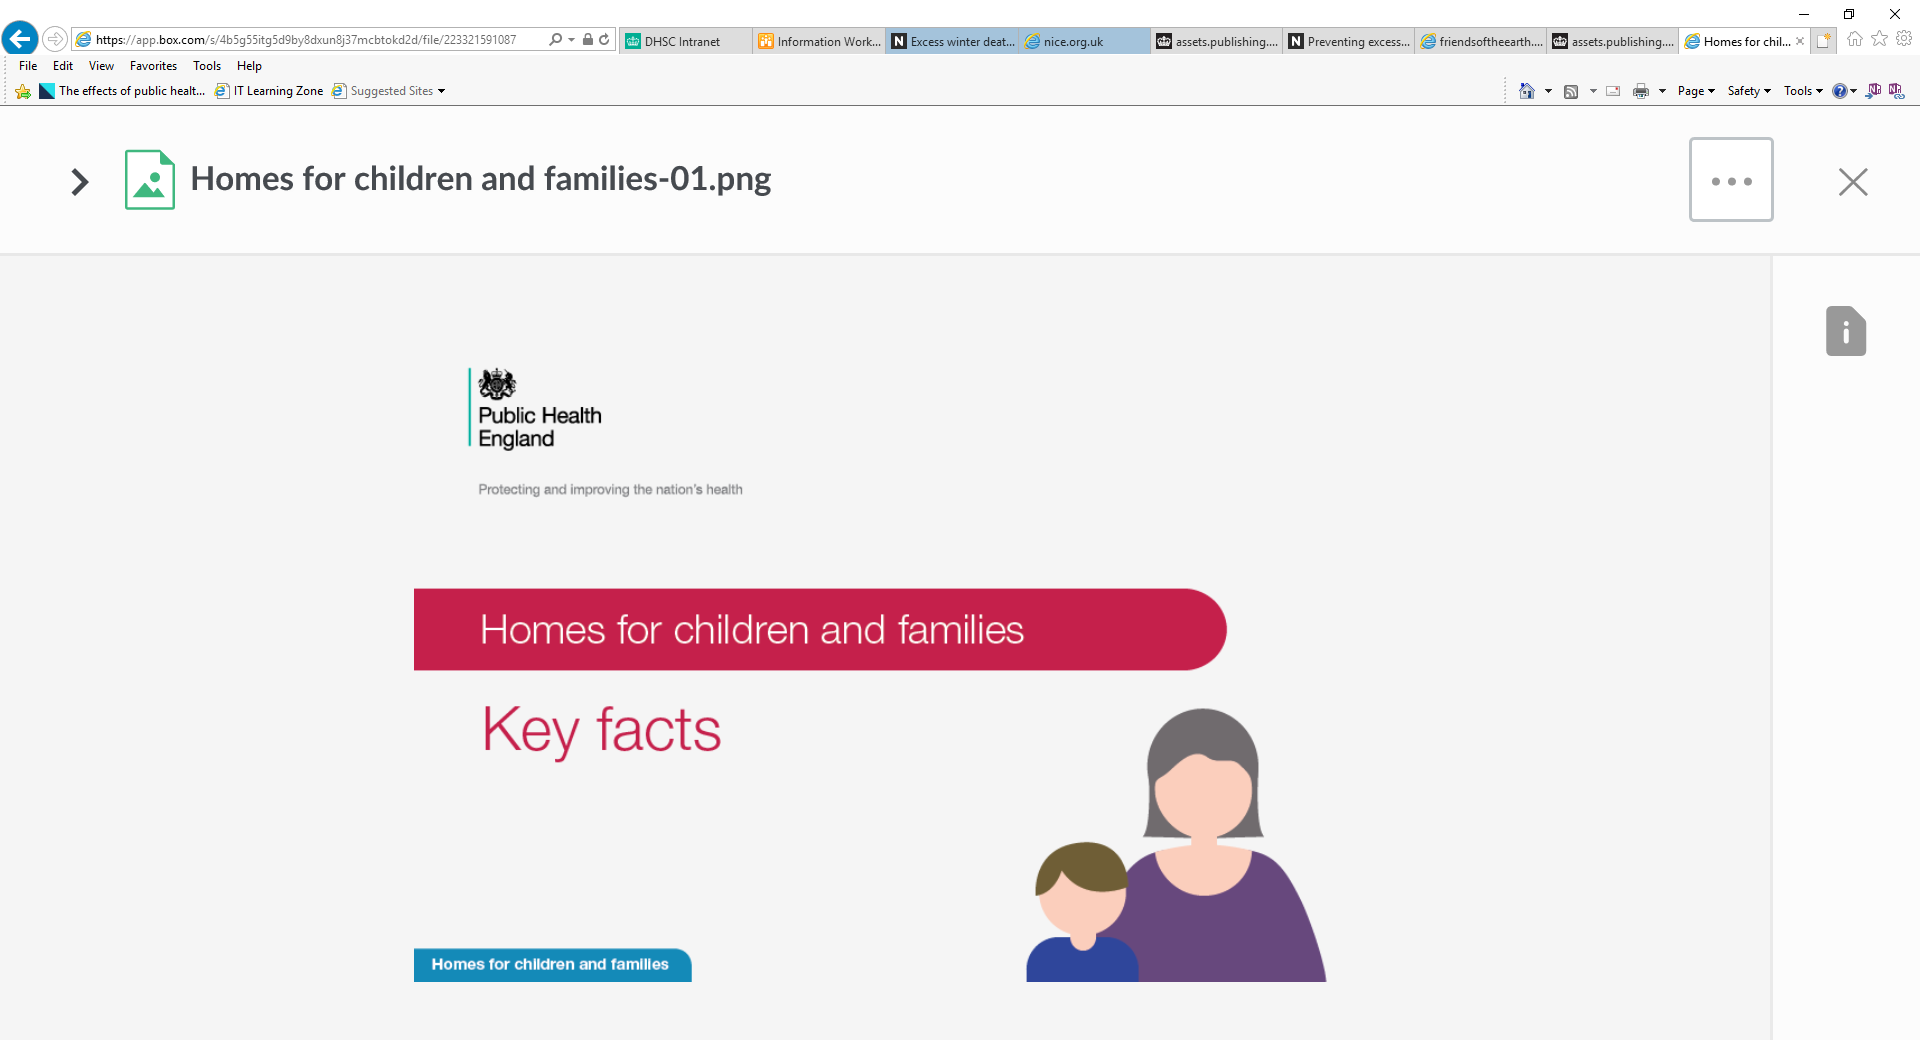 https://app.box.com/s/4b5g55itg5d9by8dxun8j37mcbtokd2d/file/223321591087
DHSC Intranet
Information Work...
Excess winter deat...
nice.org.uk
assets.publishing....
Preventing excess...
friendsoftheearth....
assets.publishing....
Homes for chil...
File Edit View Favorites Tools Help
The effects of public healt... IT Learning Zone Suggested Sites
Page Safety Tools
Homes for children and families-01.png
Public Health
England
Protecting and improving the nation's health
Homes for children and families
Key facts
Homes for children and families